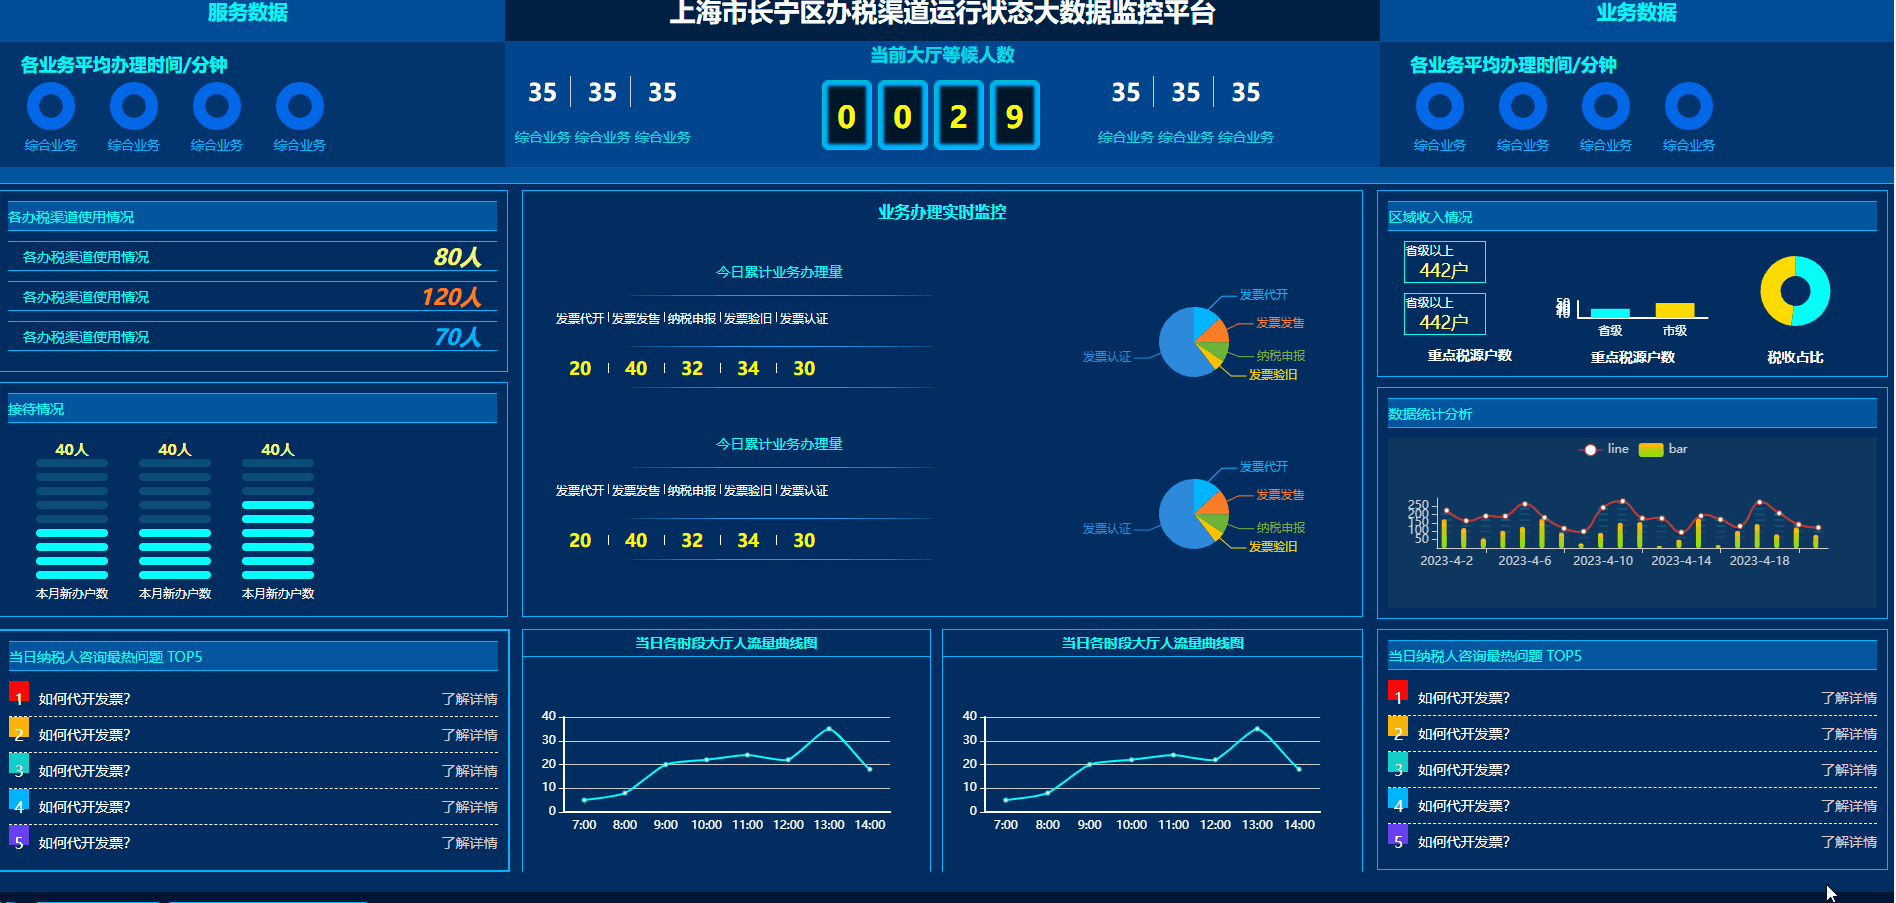 服务数据
上海市长宁区办税渠道运行状态大数据监控平台
业务数据
各业务平均办理时间/分钟
综合业务 综合业务 综合业务 综合业务
35 35 35
综合业务 综合业务 综合业务
当前大厅等候人数
0 0 2 9
35 35 35
综合业务 综合业务 综合业务
各业务平均办理时间/分钟
综合业务 综合业务 综合业务 综合业务
各办税渠道使用情况
各办税渠道使用情况 80人
各办税渠道使用情况 120人
各办税渠道使用情况 70人
接待情况
40人 40人 40人
本月新办户数 本月新办户数 本月新办户数
当日纳税人咨询最热问题 TOP5
1 如何代开发票? 了解详情
2 如何代开发票? 了解详情
3 如何代开发票? 了解详情
4 如何代开发票? 了解详情
5 如何代开发票? 了解详情
业务办理实时监控
今日累计业务办理量
发票代开 发票发售 纳税申报 发票验旧 发票认证
20 40 32 34 30
发票代开
发票发售
纳税申报
发票验旧
发票认证
今日累计业务办理量
发票代开 发票发售 纳税申报 发票验旧 发票认证
20 40 32 34 30
发票代开
发票发售
纳税申报
发票验旧
发票认证
当日各时段大厅人流量曲线图
40
30
20
10
0
7:00 8:00 9:00 10:00 11:00 12:00 13:00 14:00
当日各时段大厅人流量曲线图
40
30
20
10
0
7:00 8:00 9:00 10:00 11:00 12:00 13:00 14:00
区域收入情况
省级以上
442户
省级以上
442户
重点税源户数
50
省级 市级
重点税源户数
税收占比
数据统计分析
line bar
250
200
150
100
50
2023-4-2 2023-4-6 2023-4-10 2023-4-14 2023-4-18
当日纳税人咨询最热问题 TOP5
1 如何代开发票? 了解详情
2 如何代开发票? 了解详情
3 如何代开发票? 了解详情
4 如何代开发票? 了解详情
5 如何代开发票? 了解详情